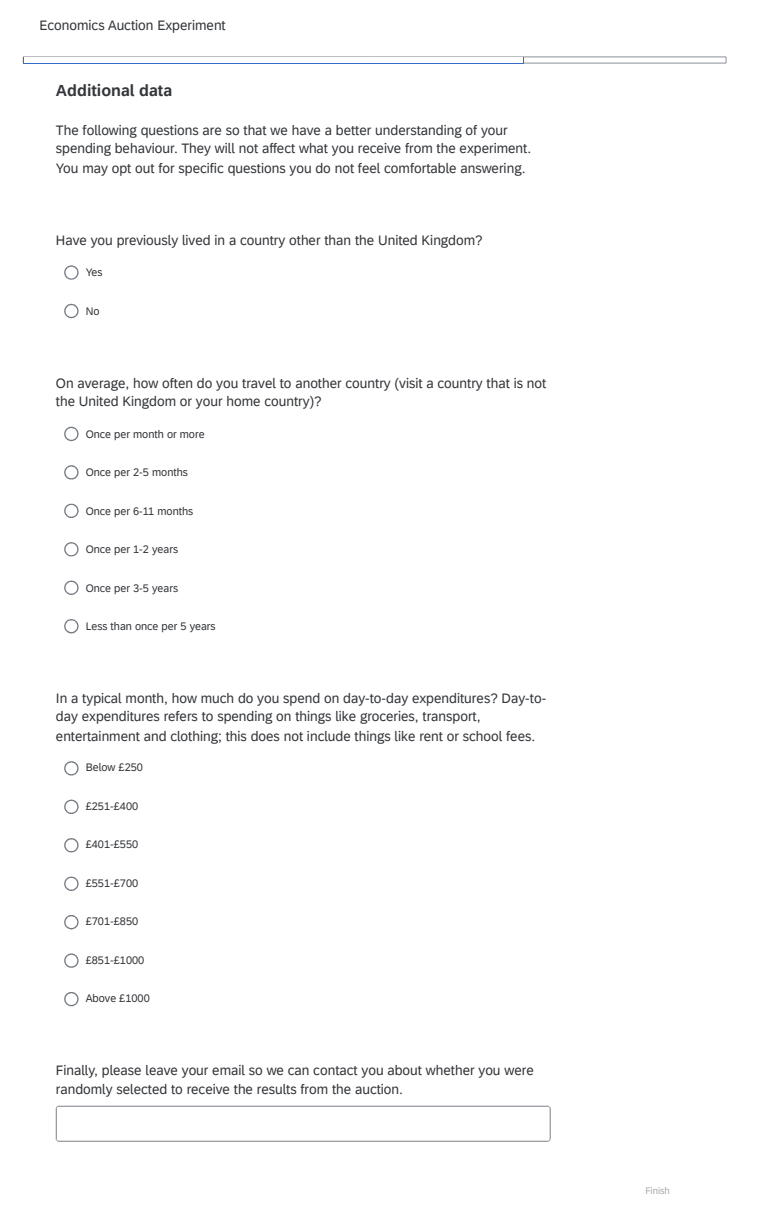 Economics Auction Experiment
Additional data
The following questions are so that we have a better understanding of your
spending behaviour. They will not affect what you receive from the experiment.
You may opt out for specific questions you do not feel comfortable answering.
Have you previously lived in a country other than the United Kingdom?
Yes
No
On average, how often do you travel to another country (visit a country that is not
the United Kingdom or your home country)?
Once per month or more
Once per 2-5 months
Once per 6-11 months
Once per 1-2 years
Once per 3-5 years
Less than once per 5 years
In a typical month, how much do you spend on day-to-day expenditures? Day-to-
day expenditures refers to spending on things like groceries, transport,
entertainment and clothing; this does not include things like rent or school fees.
Below £250
£251-£400
£401-£550
£551-£700
£701-£850
£851-£1000
Above £1000
Finally, please leave your email so we can contact you about whether you were
randomly selected to receive the results from the auction.
Finish